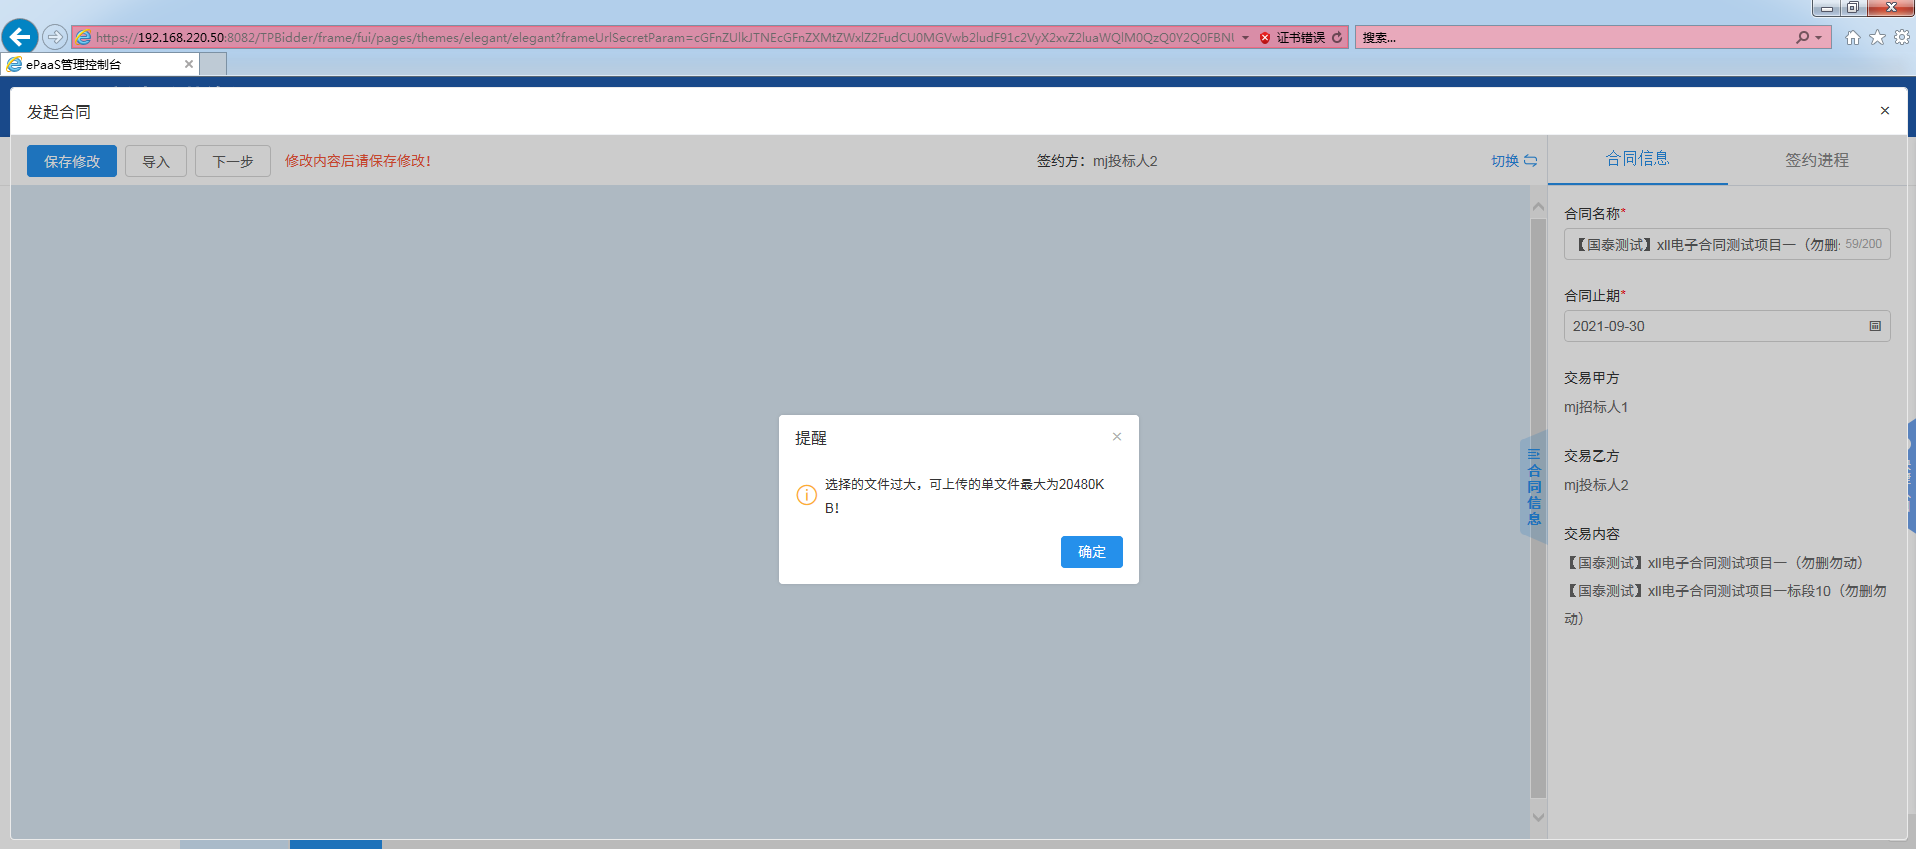 https://192.168.220.50:8082/TPBidder/frame/fui/pages/themes/elegant/elegant?frameUrlSecretParam=
证书错误
搜索...
ePaaS管理控制台
发起合同
保存修改
导入
下一步
修改内容后请保存修改！
签约方：mj投标人2
切换
合同信息
签约进程
合同名称*
【国泰测试】xll电子合同测试项目一（勿删
59/200
合同止期*
2021-09-30
交易甲方
mj招标人1
交易乙方
mj投标人2
交易内容
【国泰测试】xll电子合同测试项目一（勿删勿动）
【国泰测试】xll电子合同测试项目一标段10（勿删勿
动）
合同信息
提醒
选择的文件过大，可上传的单文件最大为20480K
B！
确定